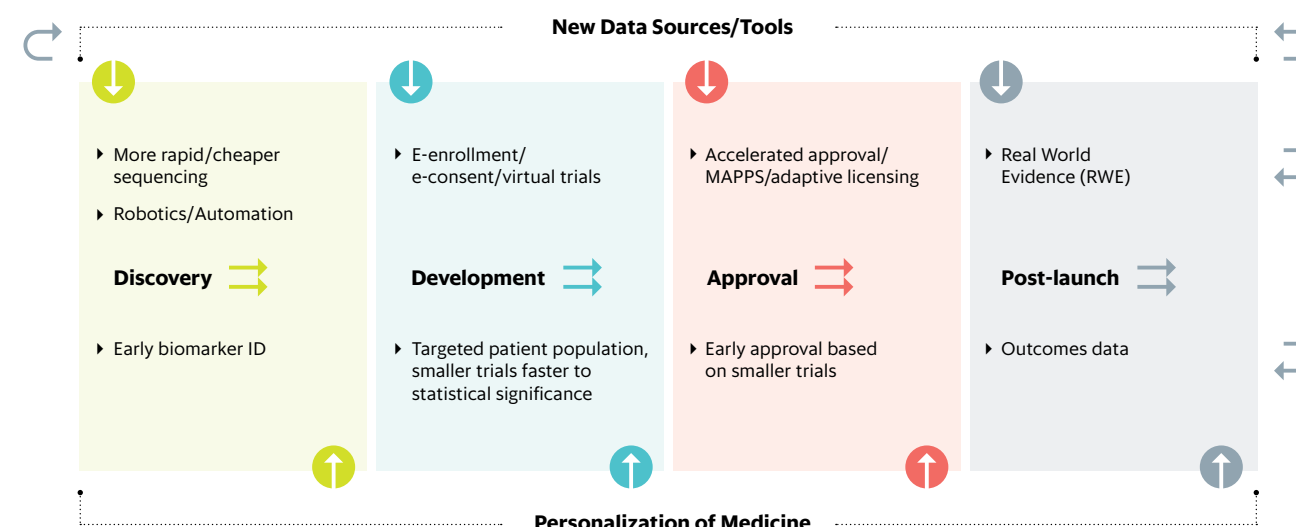 New Data Sources/Tools
More rapid/cheaper
sequencing
Robotics/Automation
Discovery
Early biomarker ID
E-enrollment/
e-consent/virtual trials
Development
Targeted patient population,
smaller trials faster to
statistical significance
Accelerated approval/
MAPPS/adaptive licensing
Approval
Early approval based
on smaller trials
Real World
Evidence (RWE)
Post-launch
Outcomes data
Personalization of Medicine